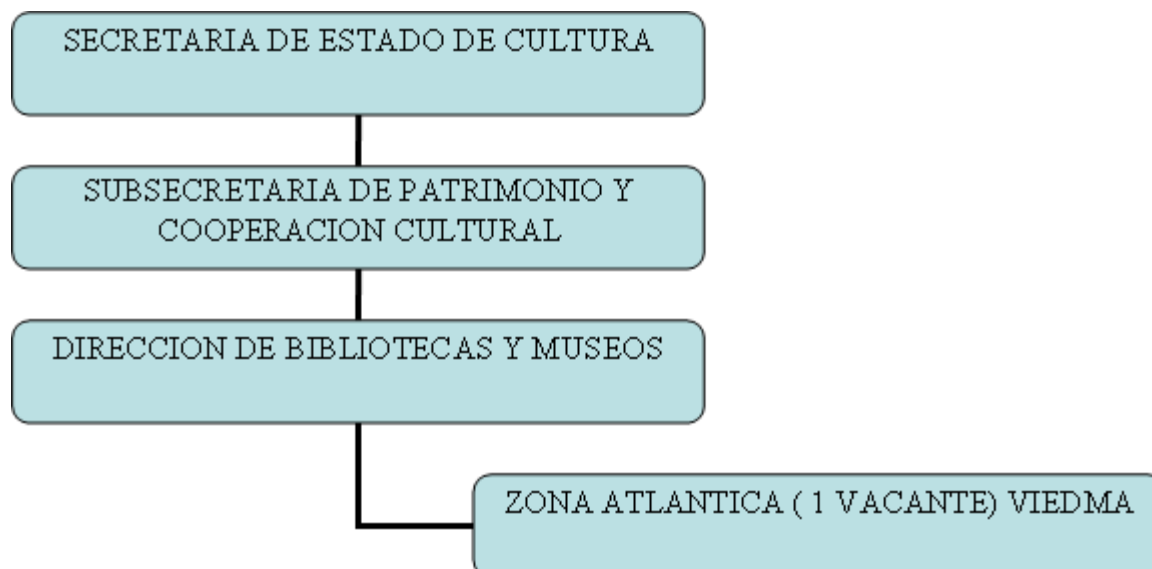 SECRETARIA DE ESTADO DE CULTURA
SUBSECRETARIA DE PATRIMONIO Y
COOPERACION CULTURAL
DIRECCION DE BIBLIOTECAS Y MUSEOS
ZONA ATLANTICA ( 1 VACANTE) VIEDMA